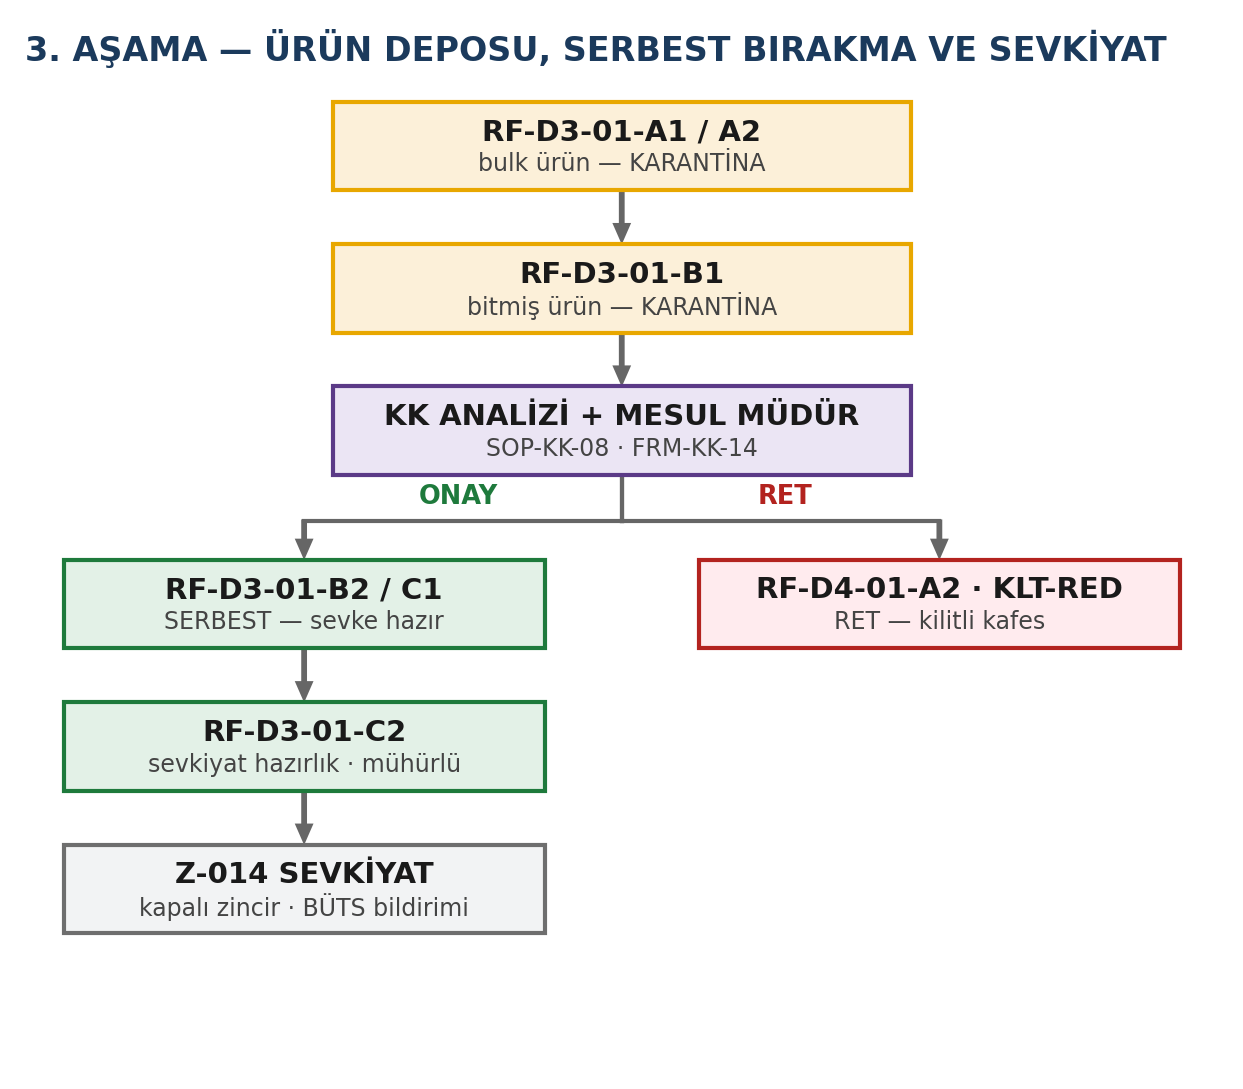 3. AŞAMA — ÜRÜN DEPOSU, SERBEST BIRAKMA VE SEVKİYAT
RF-D3-01-A1 / A2
bulk ürün — KARANTİNA
RF-D3-01-B1
bitmiş ürün — KARANTİNA
KK ANALİZİ + MESUL MÜDÜR
SOP-KK-08 · FRM-KK-14
ONAY
RET
RF-D3-01-B2 / C1
SERBEST — sevke hazır
RF-D4-01-A2 · KLT-RED
RET — kilitli kafes
RF-D3-01-C2
sevkiyat hazırlık · mühürlü
Z-014 SEVKİYAT
kapalı zincir · BÜTS bildirimi